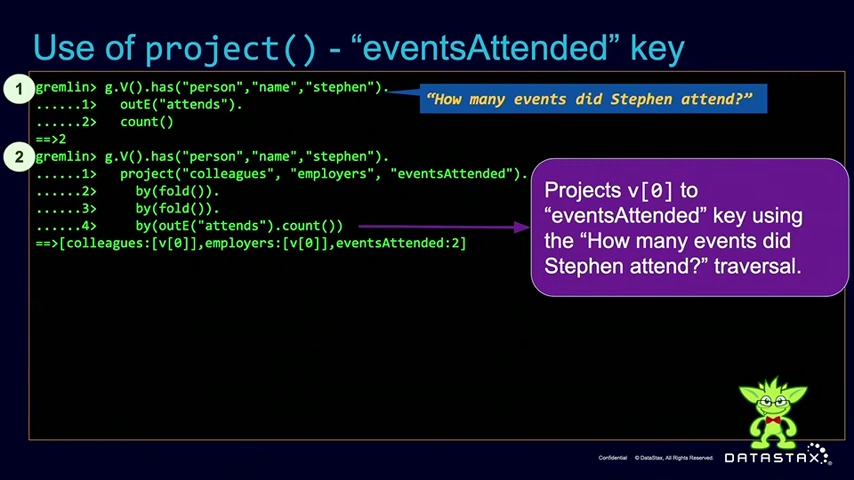 Use of project() - “eventsAttended” key
1
gremlin> g.V().has("person","name","stephen").
......1>   outE("attends").
......2>   count()
==>2
“How many events did Stephen attend?”
2
gremlin> g.V().has("person","name","stephen").
......1>   project("colleagues", "employers", "eventsAttended").
......2>     by(fold()).
......3>     by(fold()).
......4>     by(outE("attends").count())
==>[colleagues:[v[0]],employers:[v[0]],eventsAttended:2]
Projects v[0] to
“eventsAttended” key using
the “How many events did
Stephen attend?” traversal.
Confidential © DataStax, All Rights Reserved.
DATASTAX